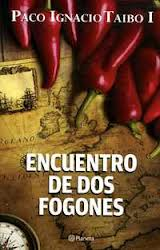 PACO IGNACIO TAIBO I
ENCUENTRO
DE DOS
FOGONES
Planeta